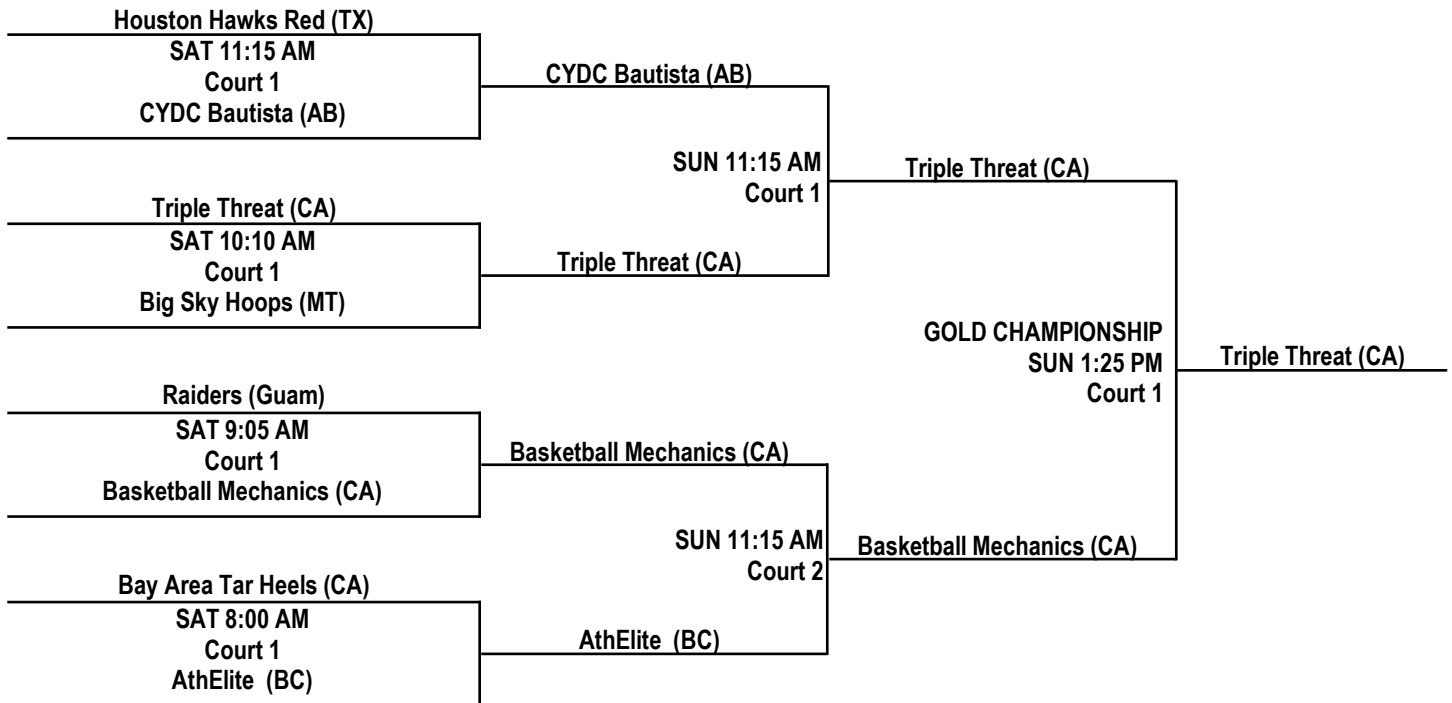 Houston Hawks Red (TX)
SAT 11:15 AM
Court 1
CYDC Bautista (AB)
CYDC Bautista (AB)
SUN 11:15 AM
Court 1
Triple Threat (CA)
Triple Threat (CA)
SAT 10:10 AM
Court 1
Big Sky Hoops (MT)
Triple Threat (CA)
GOLD CHAMPIONSHIP
SUN 1:25 PM
Court 1
Triple Threat (CA)
Raiders (Guam)
SAT 9:05 AM
Court 1
Basketball Mechanics (CA)
Basketball Mechanics (CA)
SUN 11:15 AM
Court 2
Basketball Mechanics (CA)
Bay Area Tar Heels (CA)
SAT 8:00 AM
Court 1
AthElite (BC)
AthElite (BC)